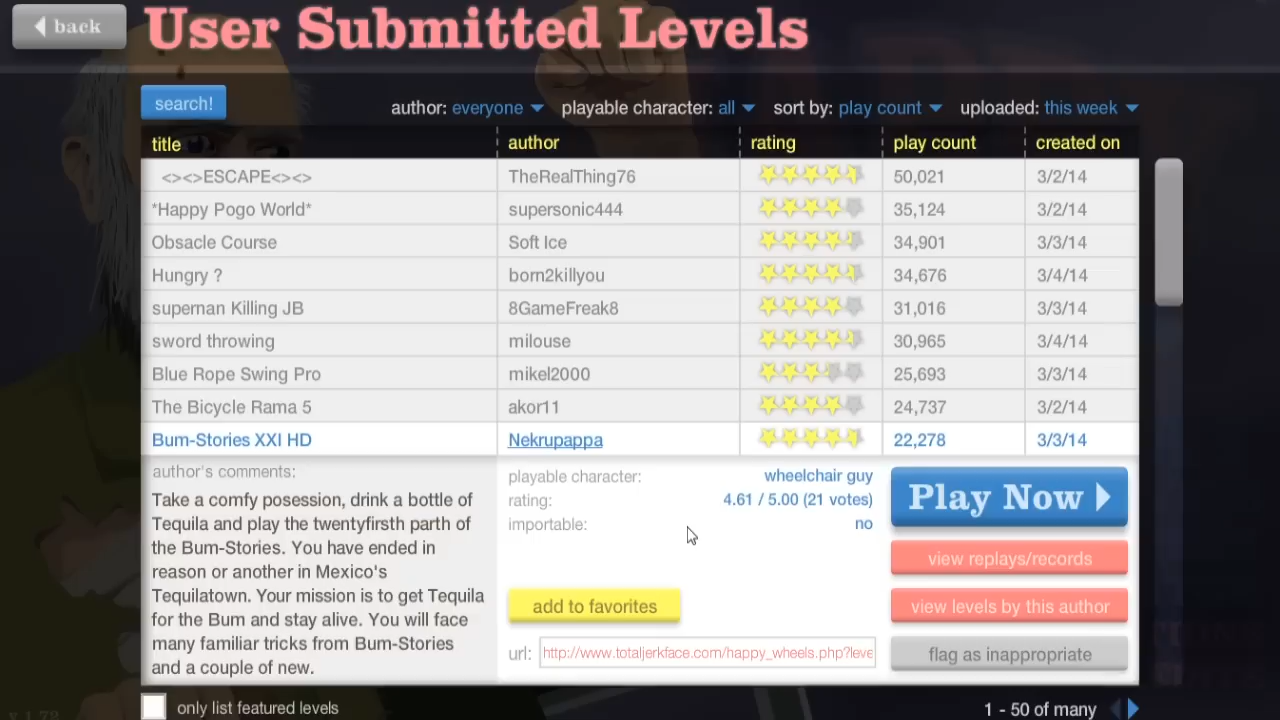 back
User Submitted Levels
search!
author: everyone playable character: all sort by: play count uploaded: this week
title author rating play count created on
<><>ESCAPE<><> TheRealThing76 50,021 3/2/14
*Happy Pogo World* supersonic444 35,124 3/2/14
Obsacle Course Soft Ice 34,901 3/3/14
Hungry ? born2killyou 34,676 3/4/14
supernan Killing JB 8GameFreak8 31,016 3/3/14
sword throwing milouse 30,965 3/4/14
Blue Rope Swing Pro mikel2000 25,693 3/3/14
The Bicycle Rama 5 akor11 24,737 3/2/14
Bum-Stories XXI HD Nekrupappa 22,278 3/3/14
author's comments:
Take a comfy posession, drink a bottle of
Tequila and play the twentyfirsth parth of
the Bum-Stories. You have ended in
reason or another in Mexico's
Tequilatown. Your mission is to get Tequila
for the Bum and stay alive. You will face
many familiar tricks from Bum-Stories
and a couple of new.
playable character: wheelchair guy
rating: 4.61 / 5.00 (21 votes)
importable: no
add to favorites
url: http://www.totaljerkface.com/happy_wheels.php?leve
Play Now
view replays/records
view levels by this author
flag as inappropriate
only list featured levels
1 - 50 of many
v 1.72